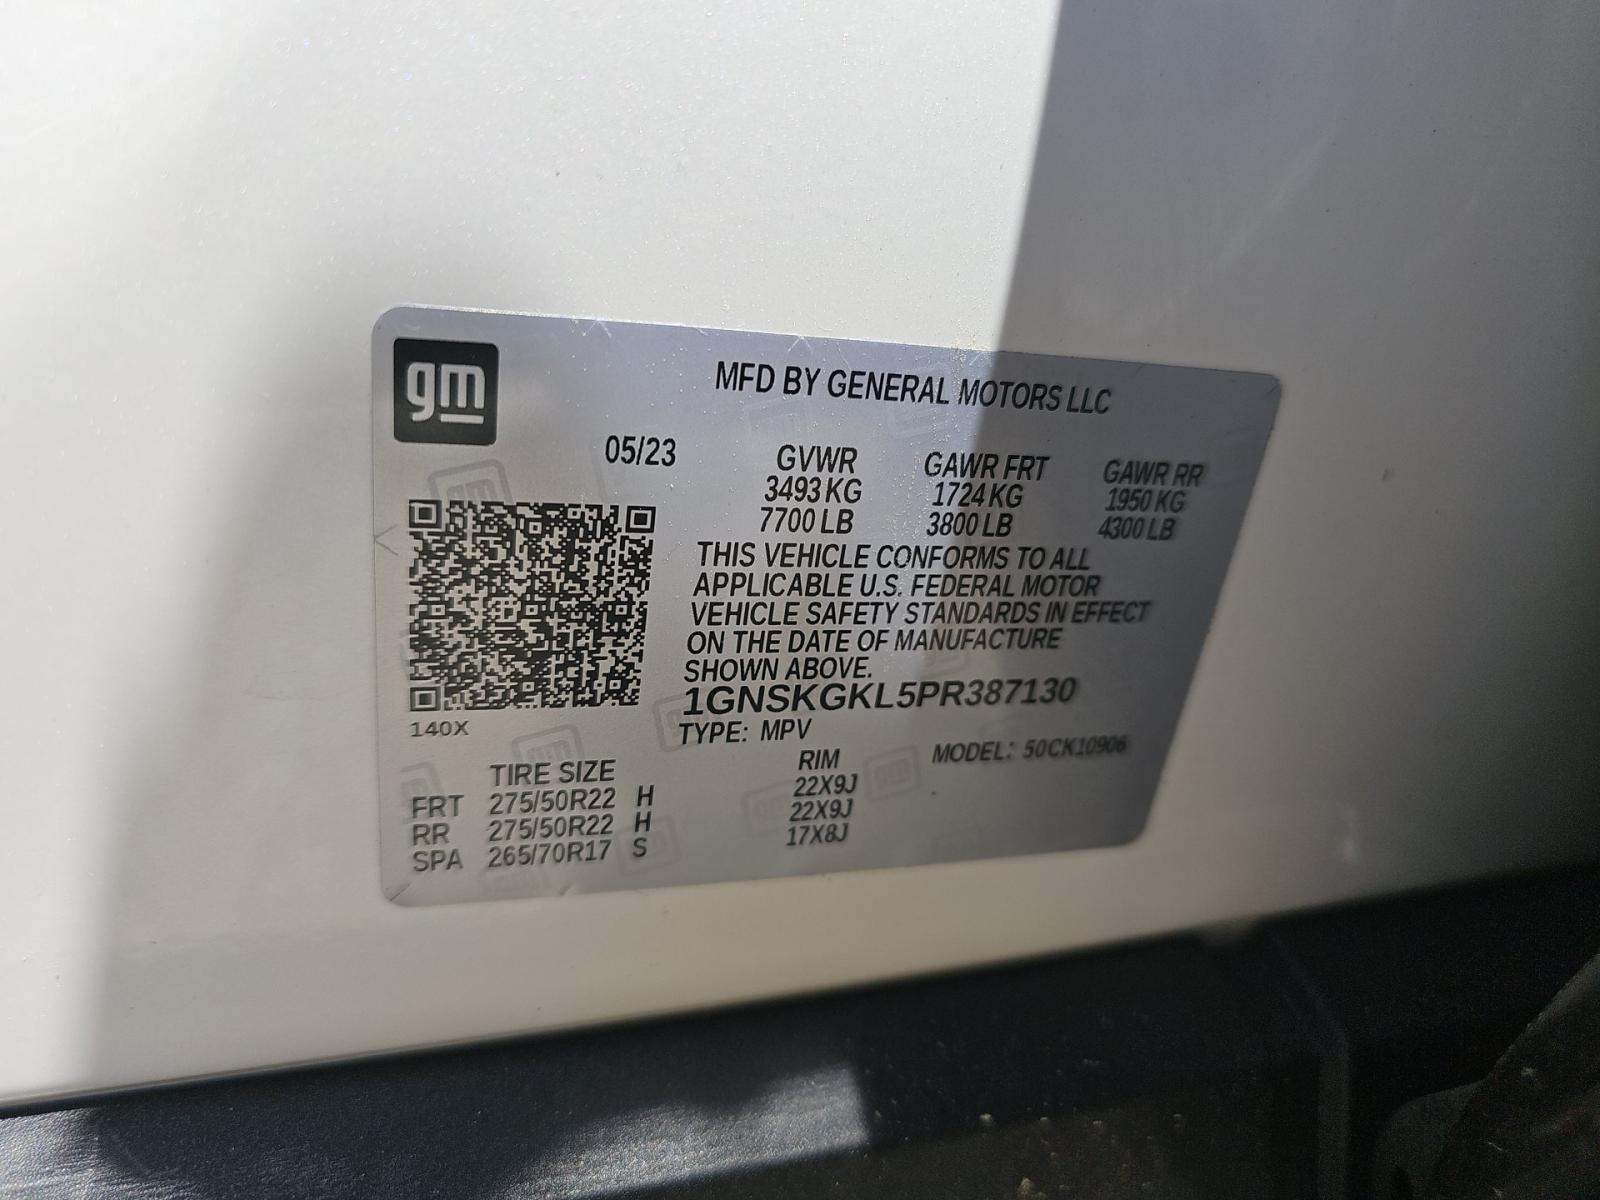 gm
MFD BY GENERAL MOTORS LLC
05/23 GVWR GAWR FRT GAWR RR
3493 KG 1724 KG 1950 KG
7700 LB 3800 LB 4300 LB
THIS VEHICLE CONFORMS TO ALL
APPLICABLE U.S. FEDERAL MOTOR
VEHICLE SAFETY STANDARDS IN EFFECT
ON THE DATE OF MANUFACTURE
SHOWN ABOVE.
1GNSKGKL5PR387130
140X
TYPE: MPV
MODEL: 50CK10906
TIRE SIZE RIM
FRT 275/50R22 H 22X9J
RR 275/50R22 H 22X9J
SPA 265/70R17 S 17X8J